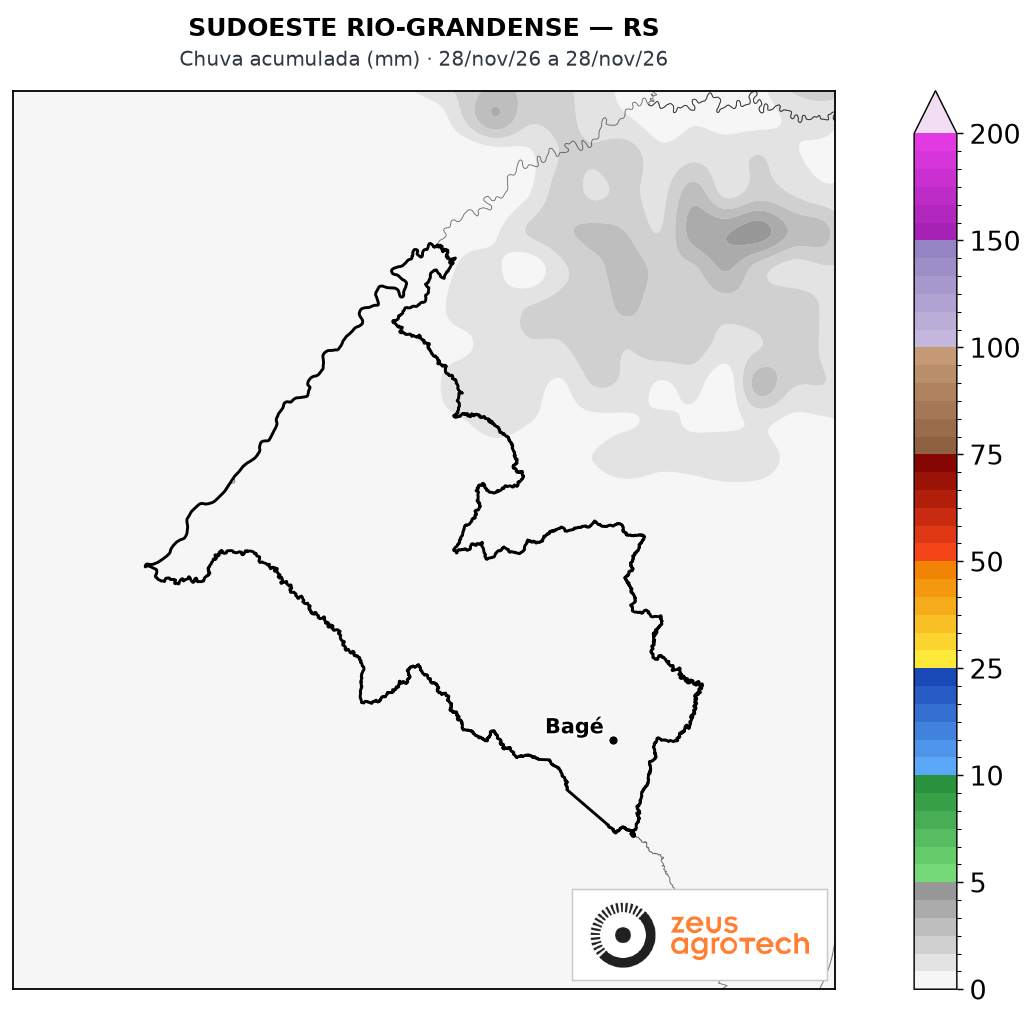 SUDOESTE RIO-GRANDENSE — RS
Chuva acumulada (mm) · 28/nov/26 a 28/nov/26
200
150
100
75
50
25
10
5
0
Bagé
zeus
agrotech